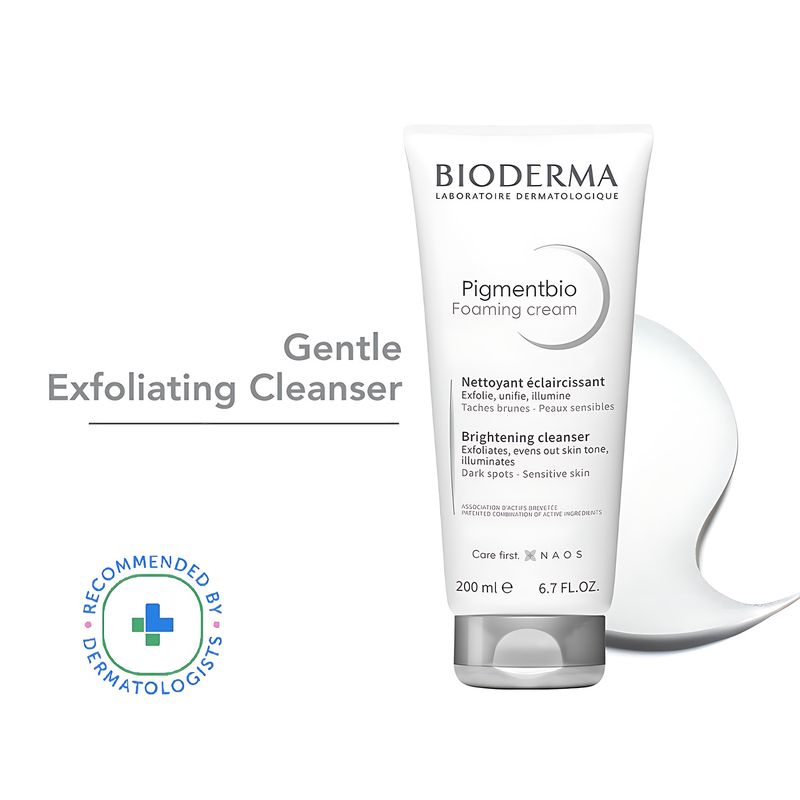 Gentle
Exfoliating Cleanser
RECOMMENDED BY
DERMATOLOGISTS
BIODERMA
LABORATOIRE DERMATOLOGIQUE
Pigmentbio
Foaming cream
Nettoyant éclaircissant
Exfolie, unifie, illumine
Taches brunes - Peaux sensibles
Brightening cleanser
Exfoliates, evens out skin tone,
illuminates
Dark spots - Sensitive skin
ASSOCIATION D'ACTIFS BREVETÉE
PATENTED COMBINATION OF ACTIVE INGREDIENTS
Care first. NAOS
200 ml ℮ 6.7 FL.OZ.